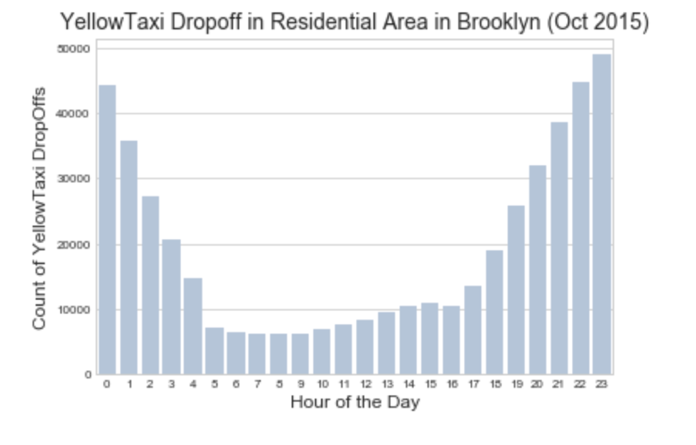 YellowTaxi Dropoff in Residential Area in Brooklyn (Oct 2015)
Count of YellowTaxi DropOffs
50000
40000
30000
20000
10000
0
0 1 2 3 4 5 6 7 8 9 10 11 12 13 14 15 16 17 18 19 20 21 22 23
Hour of the Day